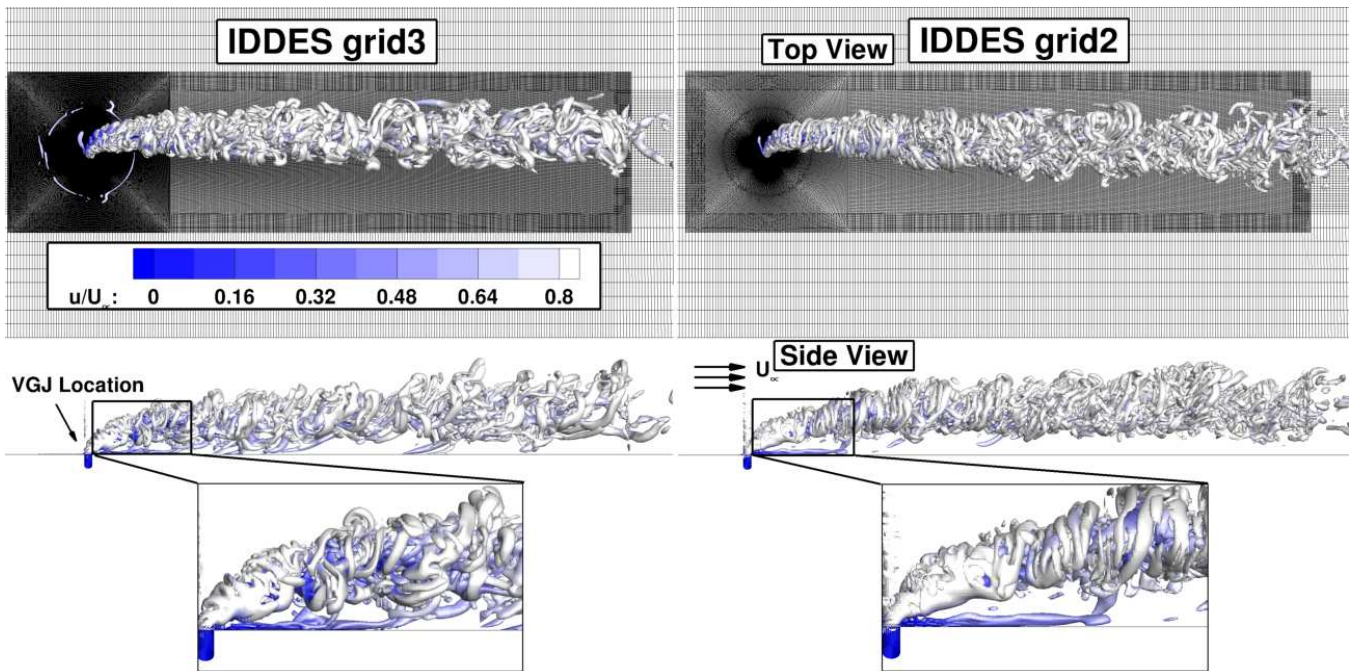 IDDES grid3
Top View
IDDES grid2
u/U∞:
0 0.16 0.32 0.48 0.64 0.8
VGJ Location
U∞
Side View